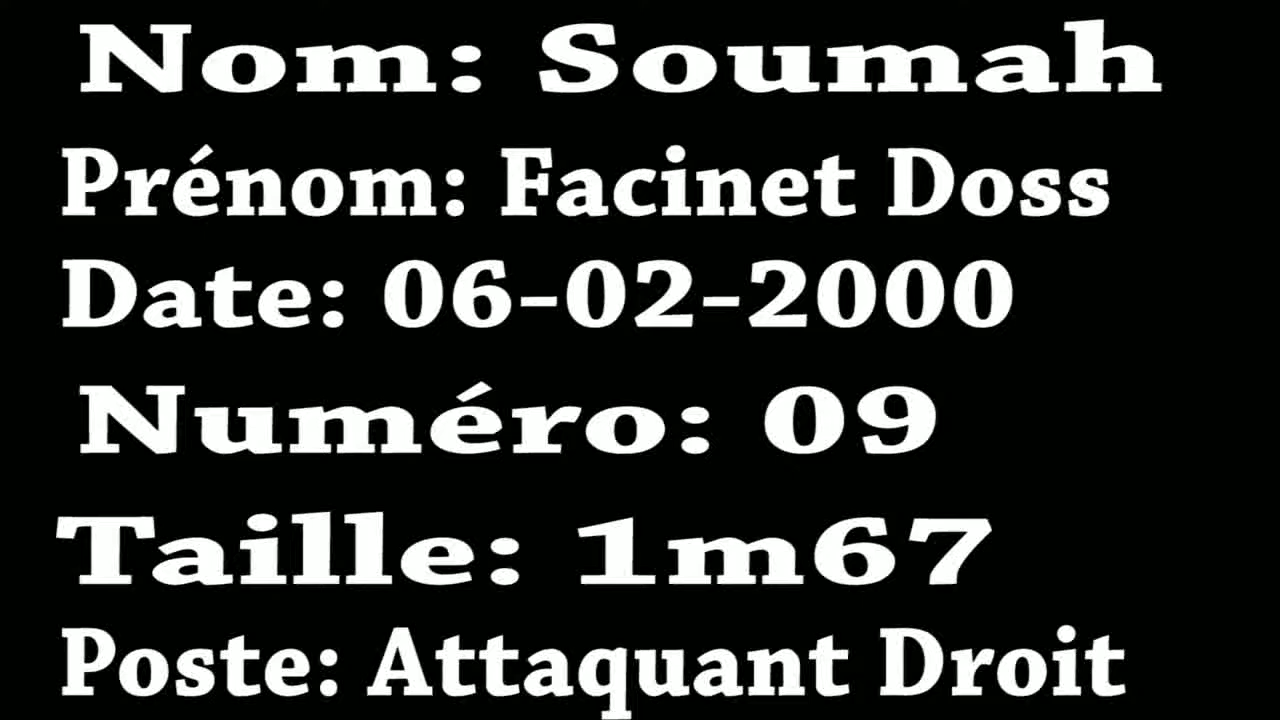 Nom: Soumah
Prénom: Facinet Doss
Date: 06-02-2000
Numéro: 09
Taille: 1m67
Poste: Attaquant Droit